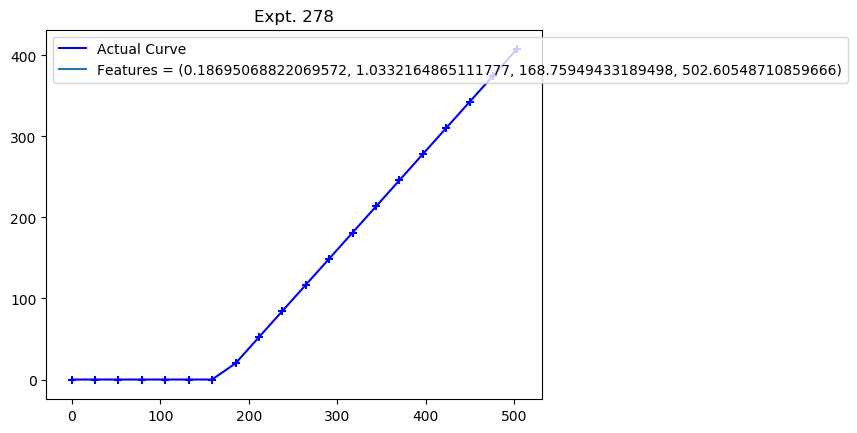 Expt. 278
Actual Curve
Features = (0.18695068822069572, 1.0332164865111777, 168.75949433189498, 502.60548710859666)
400
300
200
100
0
0 100 200 300 400 500